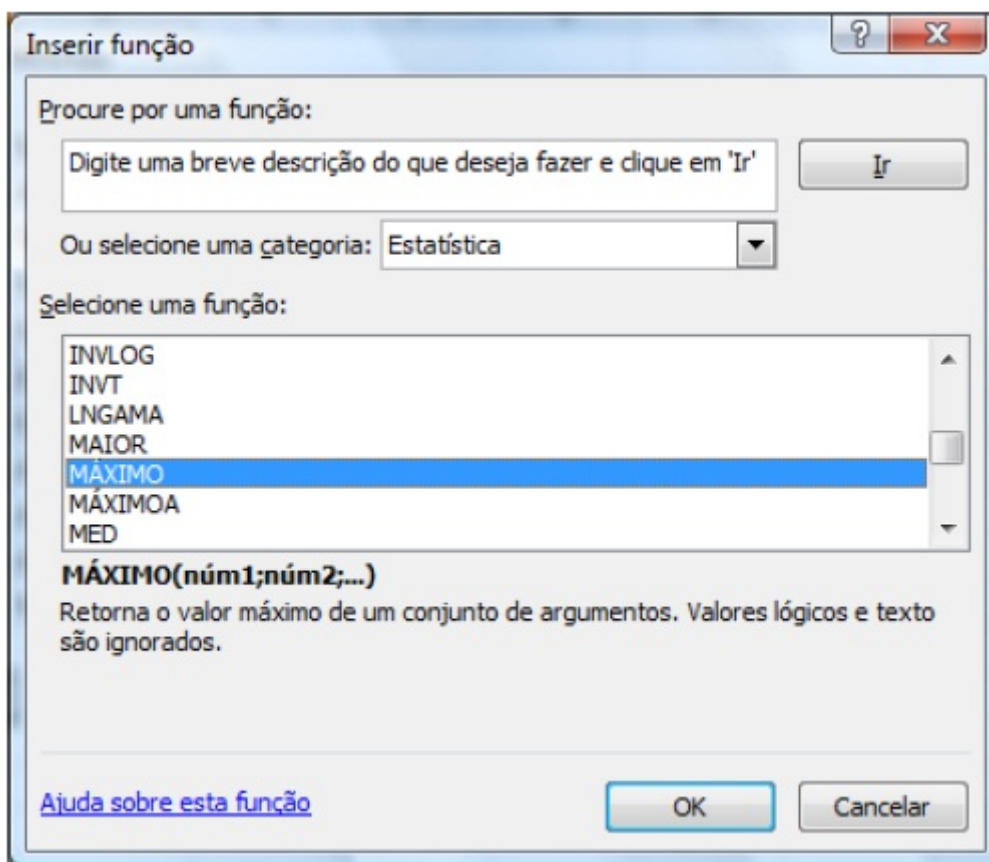 Inserir função
Procure por uma função:
Digite uma breve descrição do que deseja fazer e clique em 'Ir'
Ir
Ou selecione uma categoria: Estatística
Selecione uma função:
INVLOG
INVT
LNGAMA
MAIOR
MÁXIMO
MÁXIMOA
MED
MÁXIMO(núm1;núm2;...)
Retorna o valor máximo de um conjunto de argumentos. Valores lógicos e texto
são ignorados.
Ajuda sobre esta função
OK
Cancelar